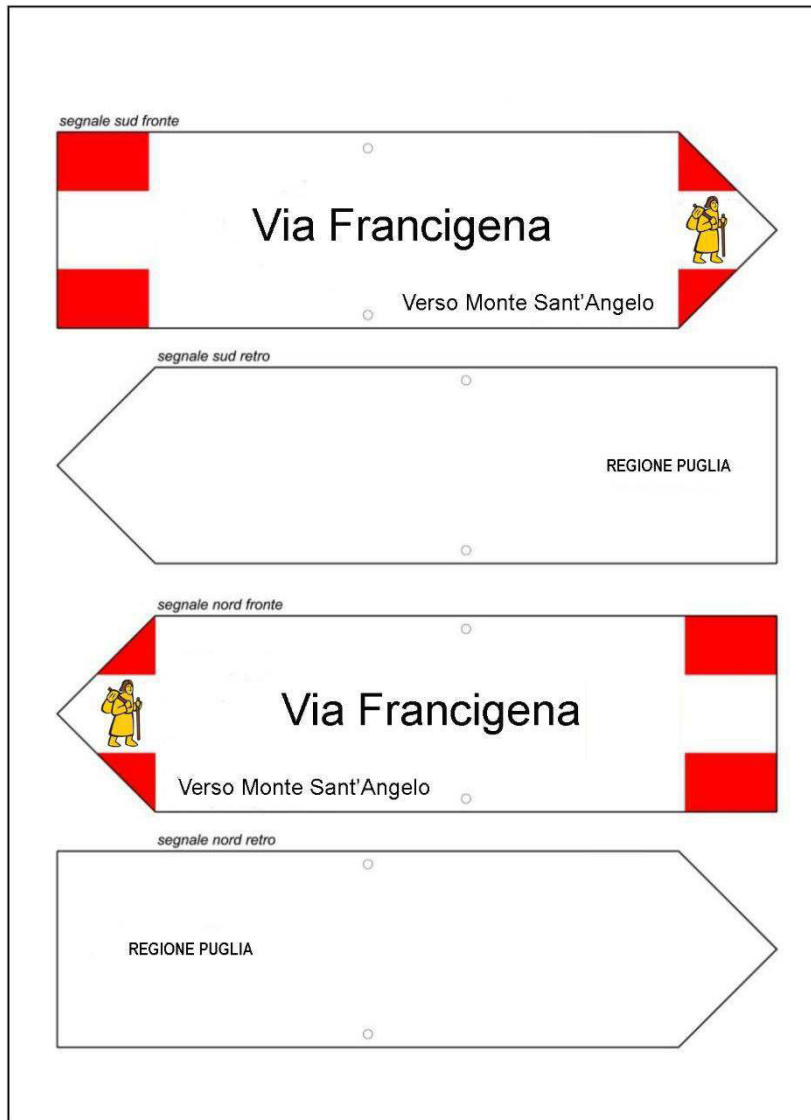 segnale sud fronte
Via Francigena
Verso Monte Sant'Angelo
segnale sud retro
REGIONE PUGLIA
segnale nord fronte
Via Francigena
Verso Monte Sant'Angelo
segnale nord retro
REGIONE PUGLIA